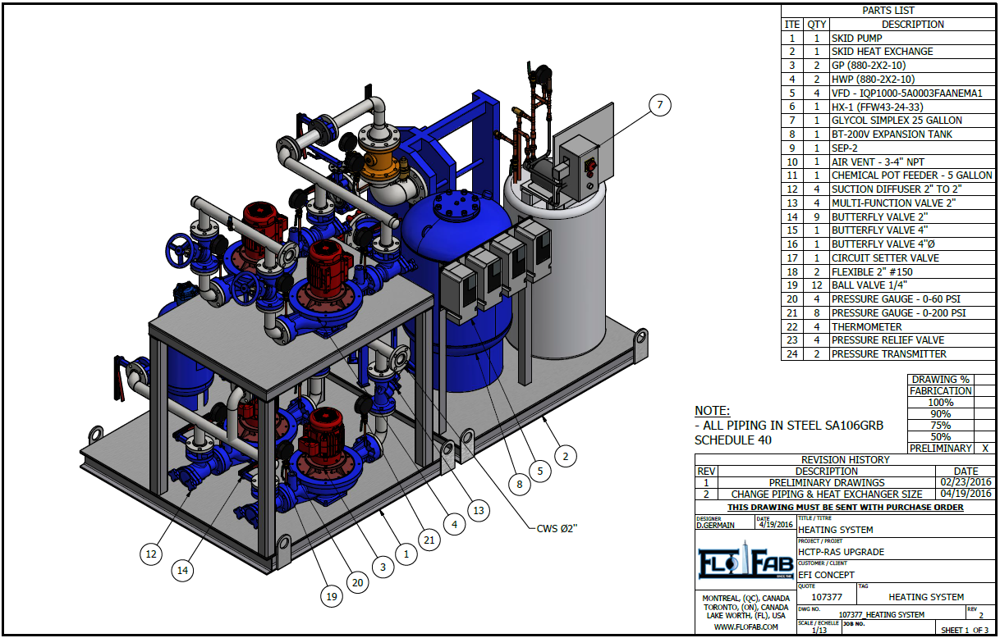 PARTS LIST
ITE QTY DESCRIPTION
1 1 SKID PUMP
2 1 SKID HEAT EXCHANGE
3 2 GP (880-2X2-10)
4 2 HWP (880-2X2-10)
5 4 VFD - IQP1000-5A0003FAANEMA1
6 1 HX-1 (FFW43-24-33)
7 1 GLYCOL SIMPLEX 25 GALLON
8 1 BT-200V EXPANSION TANK
9 1 SEP-2
10 1 AIR VENT - 3-4" NPT
11 1 CHEMICAL POT FEEDER - 5 GALLON
12 4 SUCTION DIFFUSER 2" TO 2"
13 4 MULTI-FUNCTION VALVE 2"
14 9 BUTTERFLY VALVE 2"
15 1 BUTTERFLY VALVE 4"
16 1 BUTTERFLY VALVE 4"Ø
17 1 CIRCUIT SETTER VALVE
18 2 FLEXIBLE 2" #150
19 12 BALL VALVE 1/4"
20 4 PRESSURE GAUGE - 0-60 PSI
21 8 PRESSURE GAUGE - 0-200 PSI
22 4 THERMOMETER
23 4 PRESSURE RELIEF VALVE
24 2 PRESSURE TRANSMITTER
7
2
5
8
13
CWS Ø2"
4
21
1
3
20
19
12
14
DRAWING %
FABRICATION
100%
90%
75%
50%
PRELIMINARY X
NOTE:
- ALL PIPING IN STEEL SA106GRB
SCHEDULE 40
REVISION HISTORY
REV DESCRIPTION DATE
1 PRELIMINARY DRAWINGS 02/23/2016
2 CHANGE PIPING & HEAT EXCHANGER SIZE 04/19/2016
THIS DRAWING MUST BE SENT WITH PURCHASE ORDER
DESIGNER
D.GERMAIN
DATE
4/19/2016
TITLE / TITRE
HEATING SYSTEM
PROJECT / PROJET
HCTP-RAS UPGRADE
CUSTOMER / CLIENT
EFI CONCEPT
FLO FAB
QUOTE
107377
TAG
HEATING SYSTEM
MONTREAL, (QC), CANADA
TORONTO, (ON), CANADA
LAKE WORTH, (FL), USA
WWW.FLOFAB.COM
DWG NO.
107377_HEATING SYSTEM
REV
2
SCALE / ECHELLE
1/13
JOB NO.
SHEET 1 OF 3